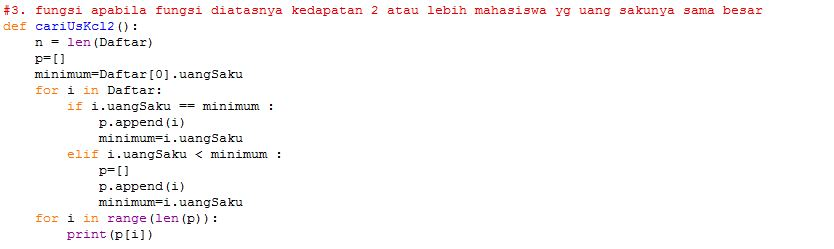 #3. fungsi apabila fungsi diatasnya kedapatan 2 atau lebih mahasiswa yg uang sakunya sama besar
def cariUsKcl2():
    n = len(Daftar)
    p=[]
    minimum=Daftar[0].uangSaku
    for i in Daftar:
        if i.uangSaku == minimum :
            p.append(i)
            minimum=i.uangSaku
        elif i.uangSaku < minimum :
            p=[]
            p.append(i)
            minimum=i.uangSaku
    for i in range(len(p)):
        print(p[i])